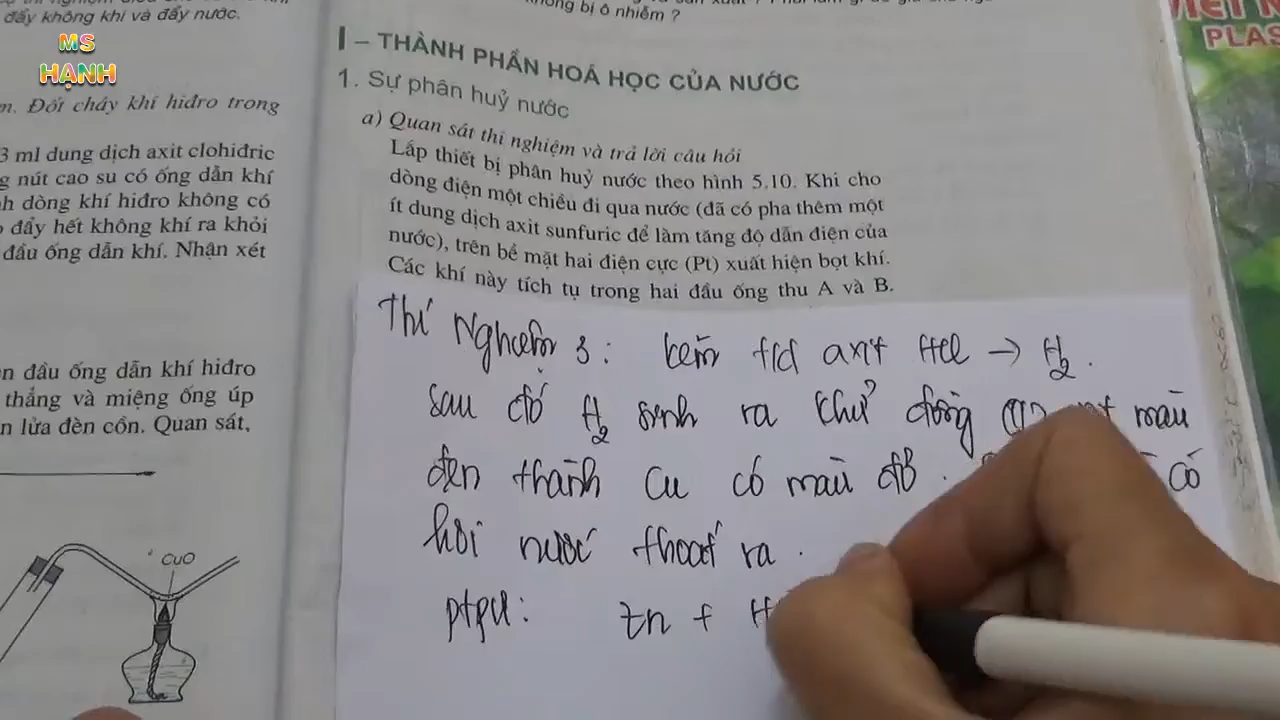 đẩy không khí và đẩy nước.
MS
HẠNH
n. Đốt cháy khí hiđro trong
3 ml dung dịch axit clohiđric
g nút cao su có ống dẫn khí
nh dòng khí hiđro không có
đẩy hết không khí ra khỏi
đầu ống dẫn khí. Nhận xét
n đầu ống dẫn khí hiđro
thẳng và miệng ống úp
n lửa đèn cồn. Quan sát,
CuO
không bị ô nhiễm ?
I – THÀNH PHẦN HOÁ HỌC CỦA NƯỚC
1. Sự phân huỷ nước
a) Quan sát thí nghiệm và trả lời câu hỏi
Lắp thiết bị phân huỷ nước theo hình 5.10. Khi cho
dòng điện một chiều đi qua nước (đã có pha thêm một
ít dung dịch axit sunfuric để làm tăng độ dẫn điện của
nước), trên bề mặt hai điện cực (Pt) xuất hiện bọt khí.
Các khí này tích tụ trong hai đầu ống thu A và B.
Thí Nghiệm 3: kẽm t/d axit HCl → H2.
sau đó H2 sinh ra khử đồng màu
đen thành Cu có màu đỏ. có
hơi nước thoát ra.
ptpư: Zn + H
PLAS